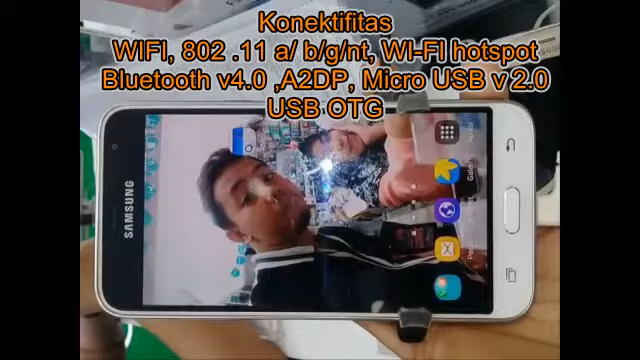 Konektifitas
WIFI, 802 .11 a/ b/g/nt, WI-FI hotspot
Bluetooth v4.0 ,A2DP, Micro USB v 2.0
USB OTG
SAMSUNG
Galeri